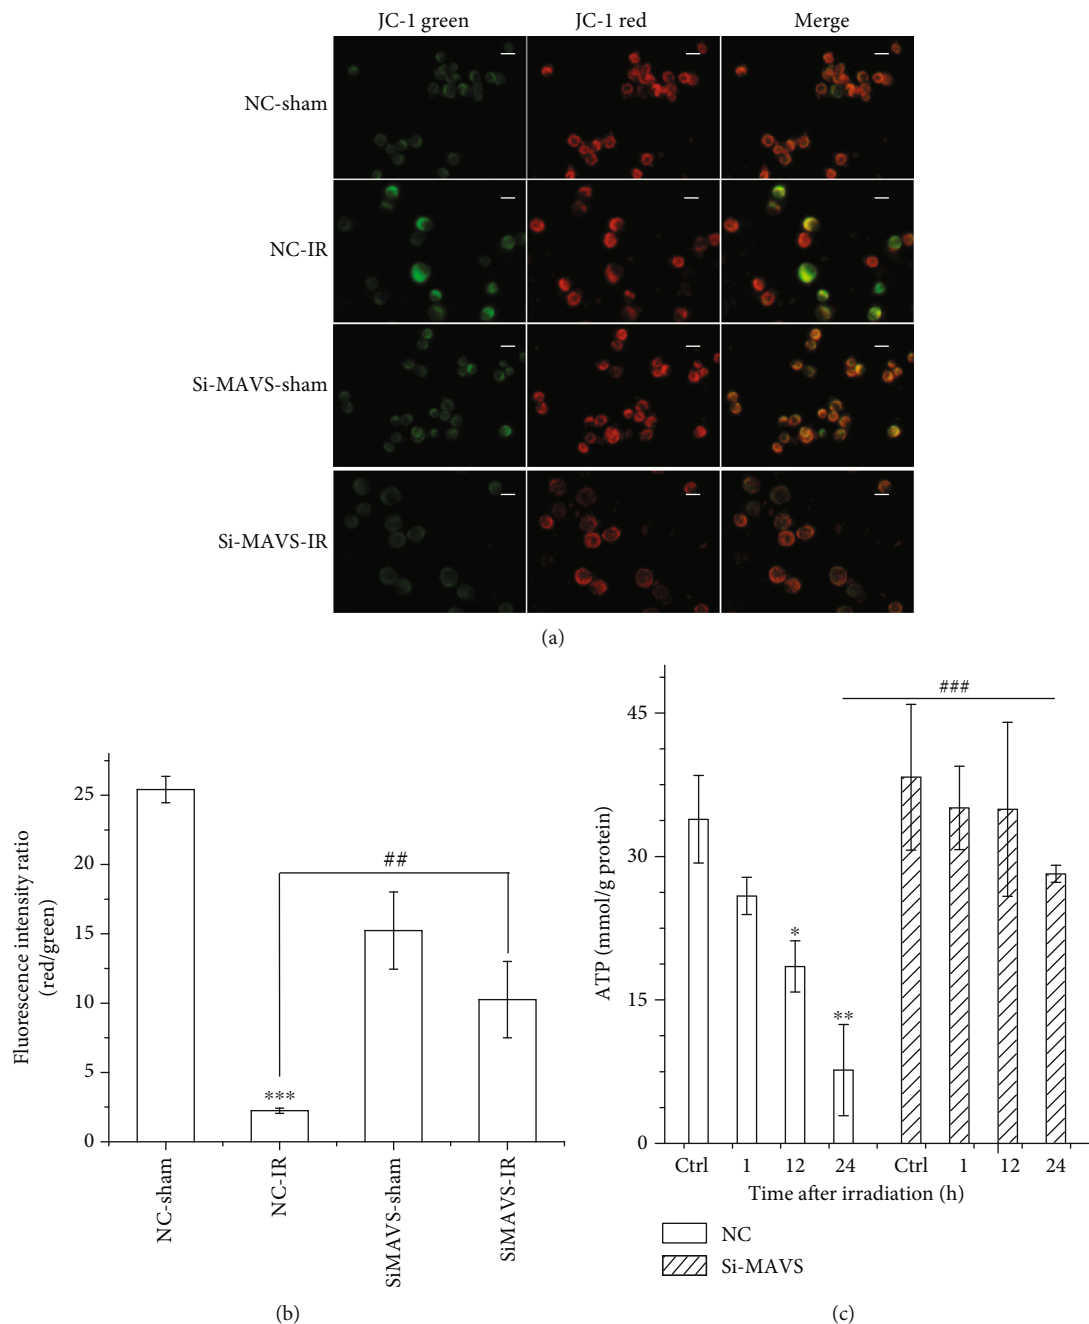 JC-1 green JC-1 red Merge
NC-sham
NC-IR
Si-MAVS-sham
Si-MAVS-IR
(a)
Fluorescence intensity ratio
(red/green)
25
20
15
10
5
0
***
##
NC-sham
NC-IR
SiMAVS-sham
SiMAVS-IR
(b)
ATP (mmol/g protein)
45
30
15
0
*
**
###
Ctrl 1 12 24 Ctrl 1 12 24
Time after irradiation (h)
NC
Si-MAVS
(c)